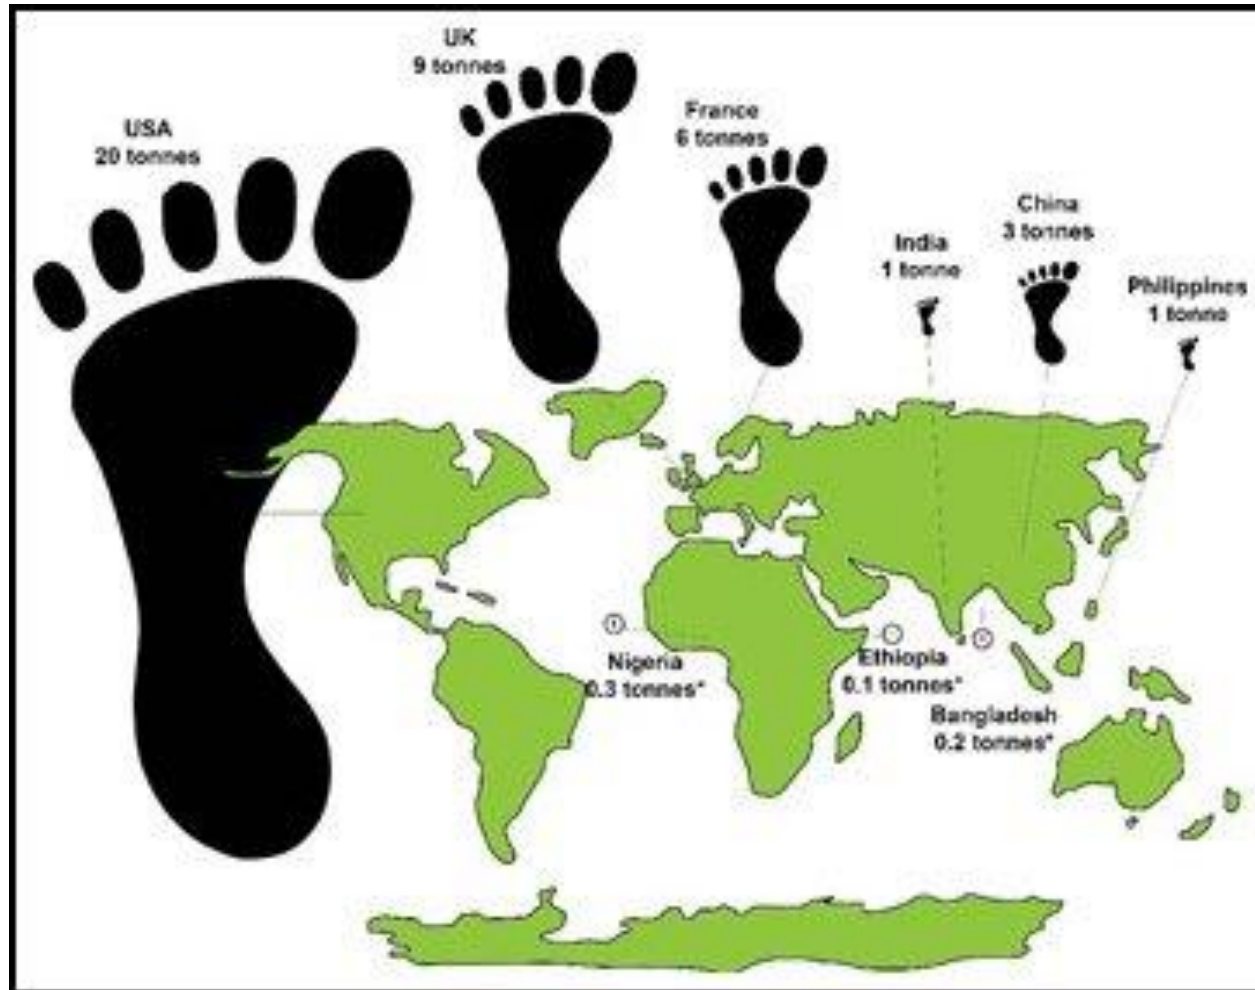 UK
9 tonnes
USA
20 tonnes
France
6 tonnes
India
1 tonne
China
3 tonnes
Philippines
1 tonne
Nigeria
0.3 tonnes*
Ethiopia
0.1 tonnes*
Bangladesh
0.2 tonnes*